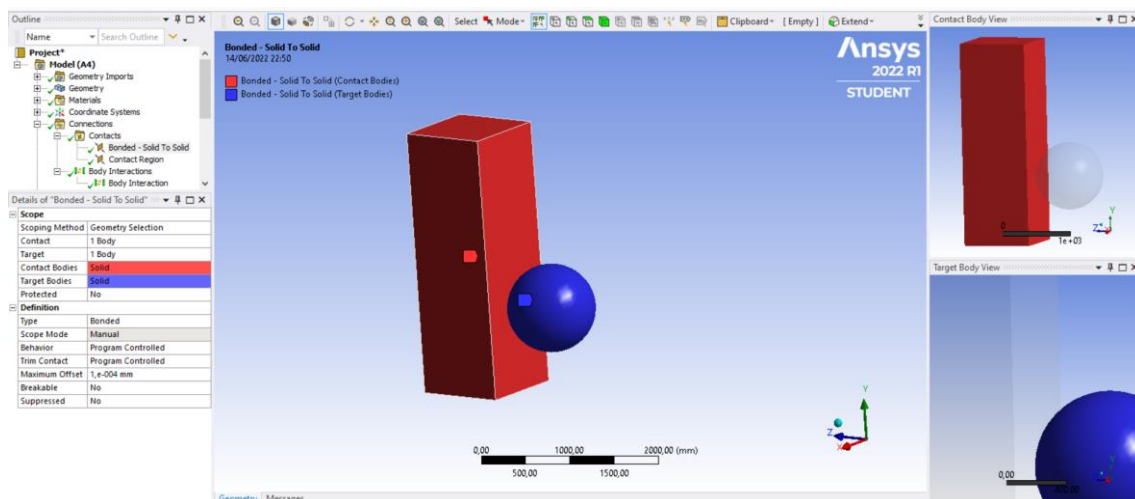 Outline
Name Search Outline
Project*
Model (A4)
Geometry Imports
Geometry
Materials
Coordinate Systems
Connections
Contacts
Bonded - Solid To Solid
Contact Region
Body Interactions
Body Interaction
Details of "Bonded - Solid To Solid"
Scope
Scoping Method Geometry Selection
Contact 1 Body
Target 1 Body
Contact Bodies Solid
Target Bodies Solid
Protected No
Definition
Type Bonded
Scope Mode Manual
Behavior Program Controlled
Trim Contact Program Controlled
Maximum Offset 1,e-004 mm
Breakable No
Suppressed No
Select Mode Clipboard [ Empty ] Extend
Bonded - Solid To Solid
14/06/2022 22:50
Bonded - Solid To Solid (Contact Bodies)
Bonded - Solid To Solid (Target Bodies)
Ansys
2022 R1
STUDENT
Y
Z
X
0,00 1000,00 2000,00 (mm)
500,00 1500,00
Geometry Messages
Contact Body View
0
1e+03
Y
Z
Target Body View
0,00